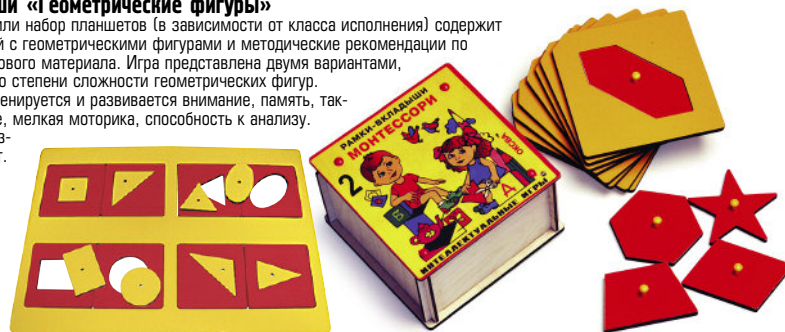 ши «Геометрические фигуры»
или набор планшетов (в зависимости от класса исполнения) содержит
й с геометрическими фигурами и методические рекомендации по
ового материала. Игра представлена двумя вариантами,
о степени сложности геометрических фигур.
енируется и развивается внимание, память, так-
е, мелкая моторика, способность к анализу.
з-
т.
РАМКИ-ВКЛАДЫШИ
МОНТЕССОРИ
2
ОКСВА
В
Д
ИНТЕЛЛЕКТУАЛЬНЫЕ ИГРЫ